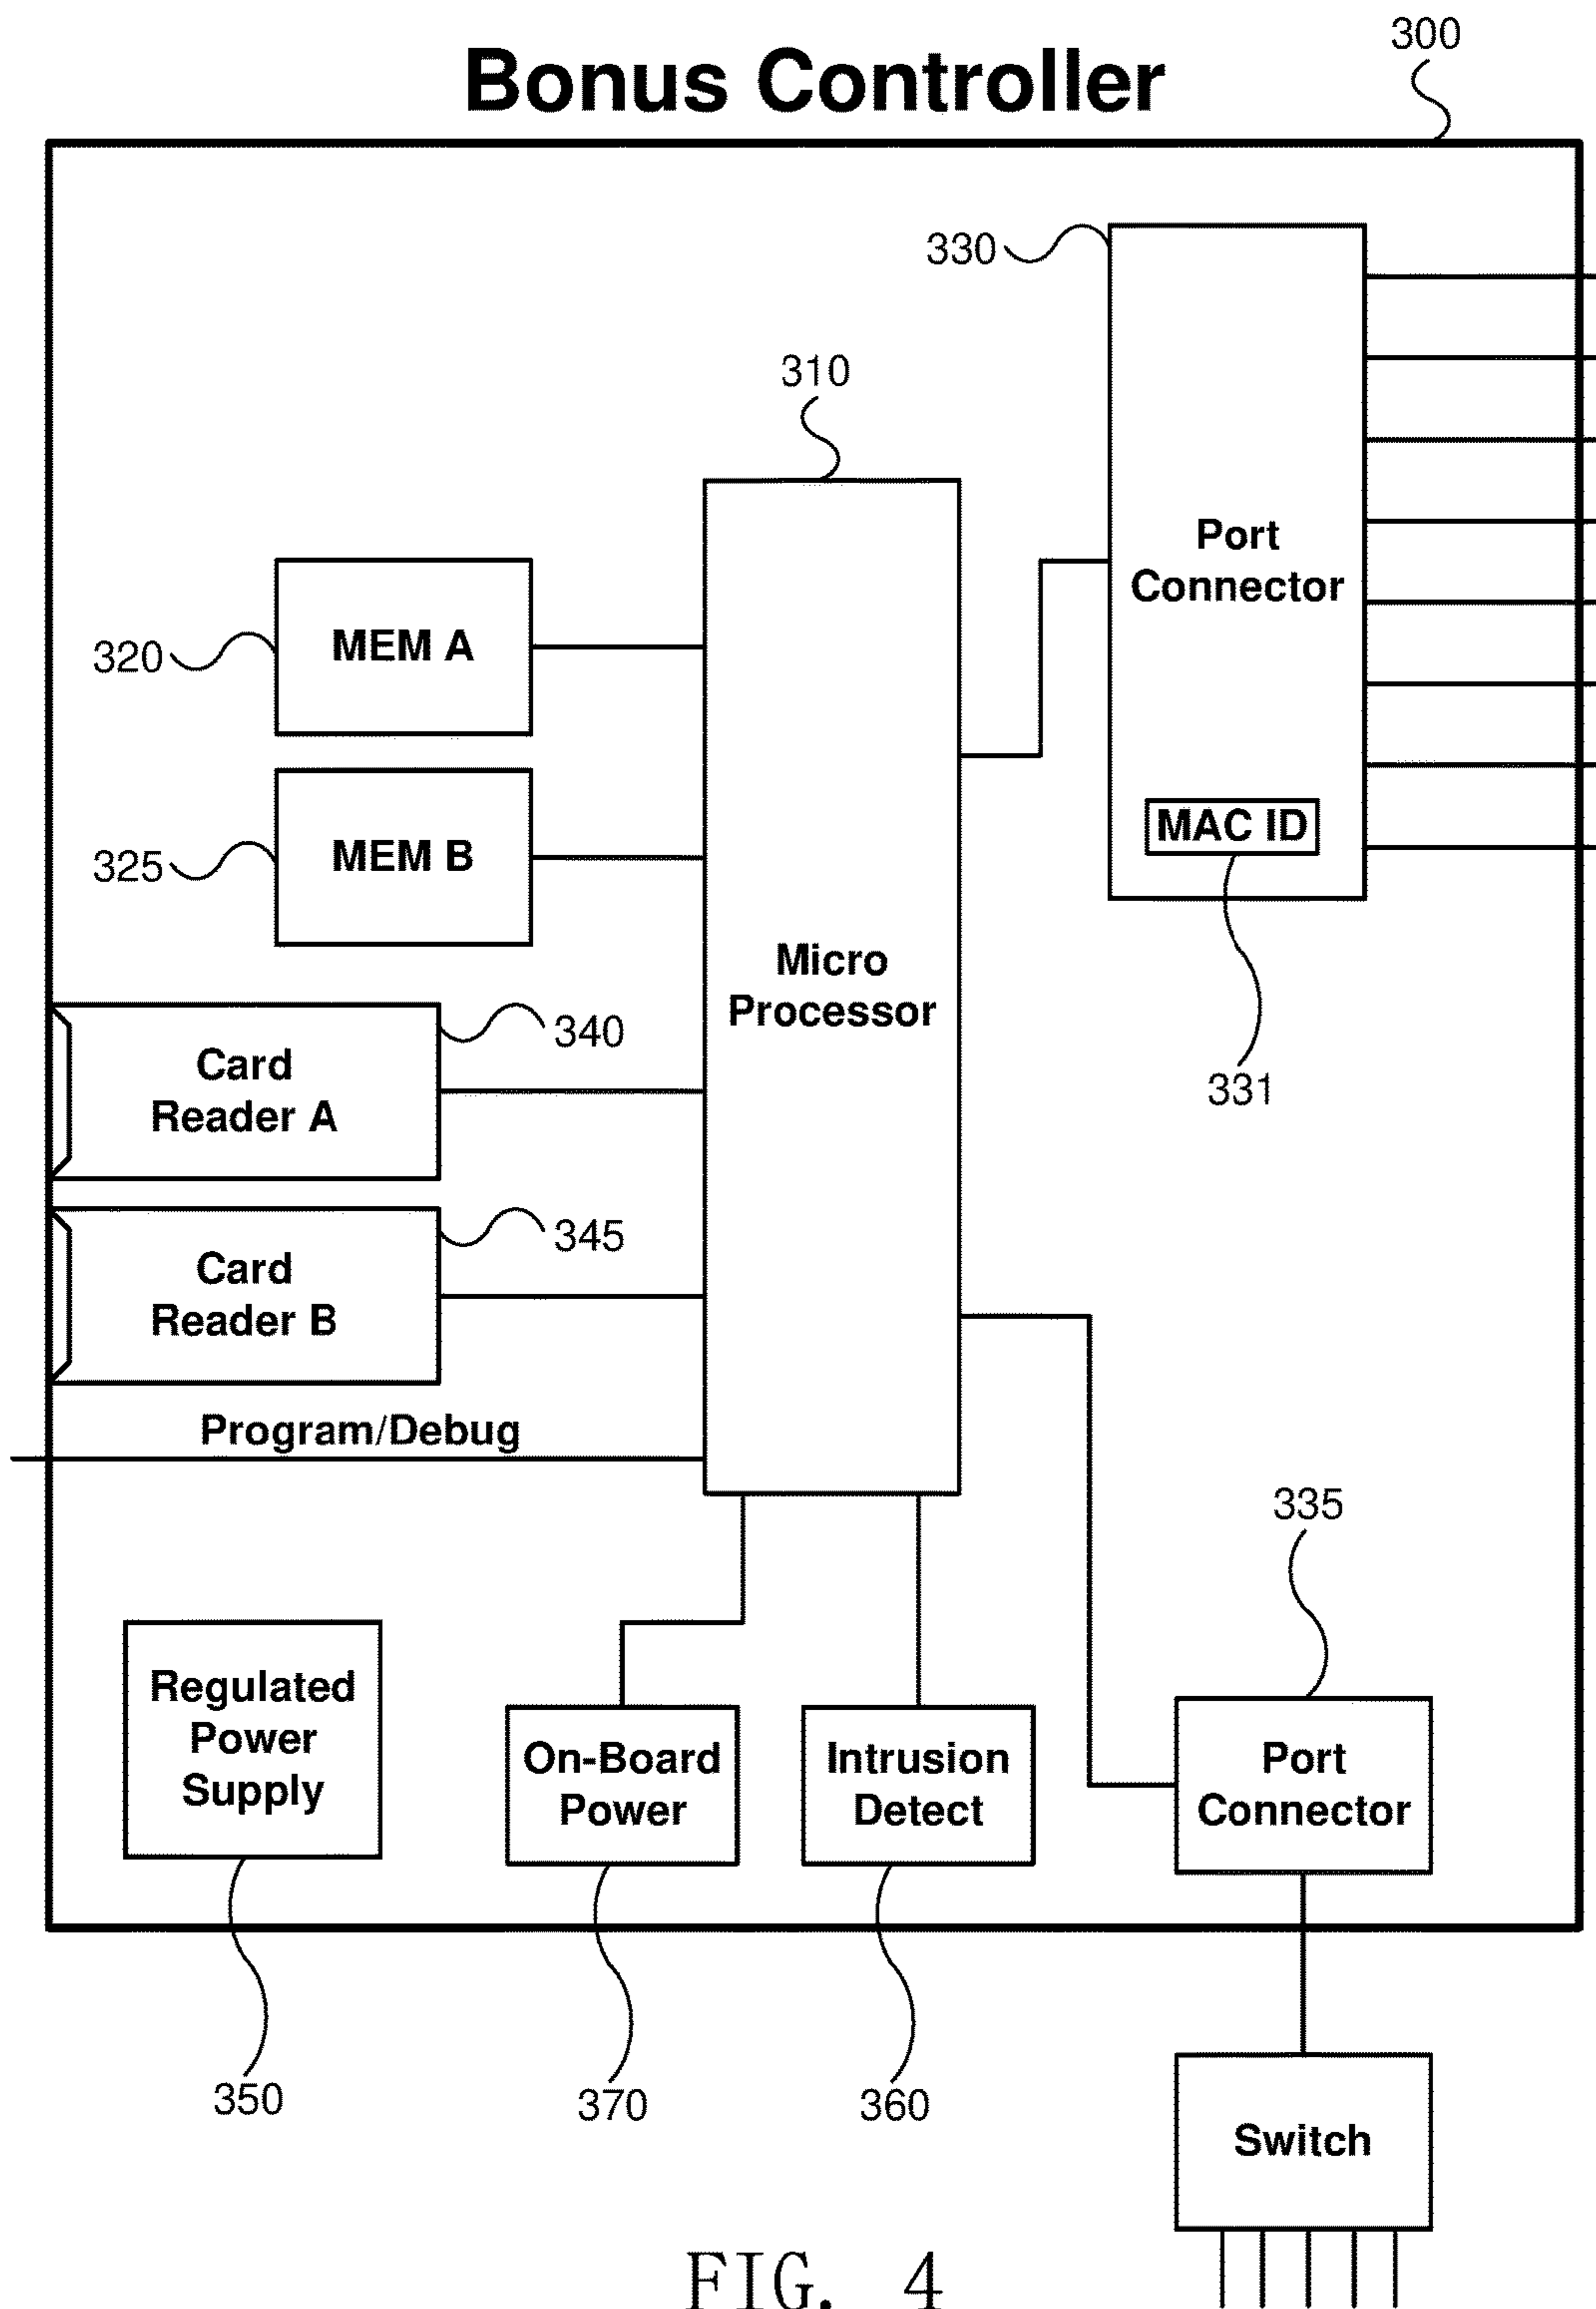 Bonus Controller
300
330
310
Port
Connector
MEM A
320
MAC ID
MEM B
325
Micro
Processor
340
Card
Reader A
331
345
Card
Reader B
Program/Debug
335
Regulated
Power
Supply
On-Board
Power
Intrusion
Detect
Port
Connector
350
370
360
Switch
FIG. 4